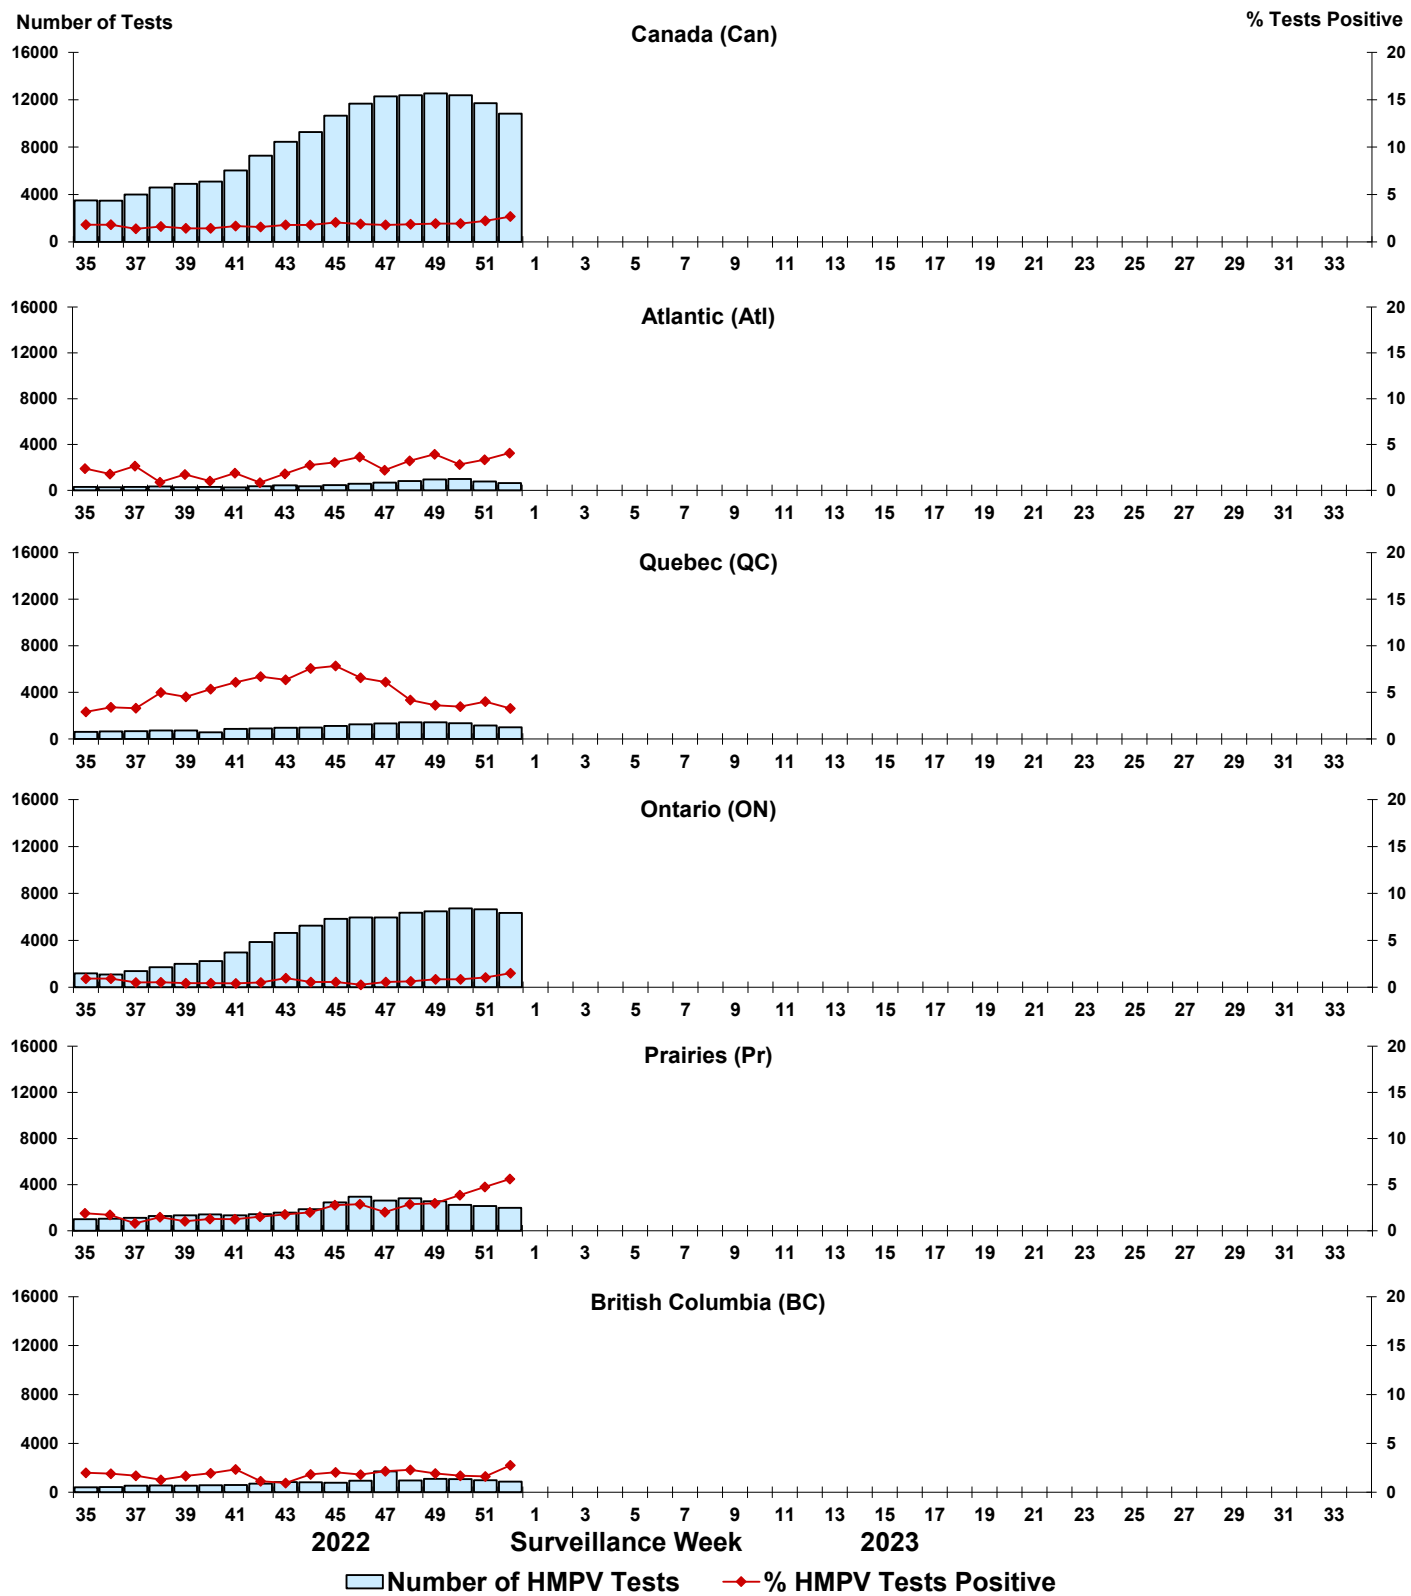 Number of Tests % Tests Positive
Canada (Can)
16000 20
12000 15
8000 10
4000 5
0 0
35 37 39 41 43 45 47 49 51 1 3 5 7 9 11 13 15 17 19 21 23 25 27 29 31 33
Atlantic (Atl)
16000 20
12000 15
8000 10
4000 5
0 0
35 37 39 41 43 45 47 49 51 1 3 5 7 9 11 13 15 17 19 21 23 25 27 29 31 33
Quebec (QC)
16000 20
12000 15
8000 10
4000 5
0 0
35 37 39 41 43 45 47 49 51 1 3 5 7 9 11 13 15 17 19 21 23 25 27 29 31 33
Ontario (ON)
16000 20
12000 15
8000 10
4000 5
0 0
35 37 39 41 43 45 47 49 51 1 3 5 7 9 11 13 15 17 19 21 23 25 27 29 31 33
Prairies (Pr)
16000 20
12000 15
8000 10
4000 5
0 0
35 37 39 41 43 45 47 49 51 1 3 5 7 9 11 13 15 17 19 21 23 25 27 29 31 33
British Columbia (BC)
16000 20
12000 15
8000 10
4000 5
0 0
35 37 39 41 43 45 47 49 51 1 3 5 7 9 11 13 15 17 19 21 23 25 27 29 31 33
2022 Surveillance Week 2023
Number of HMPV Tests % HMPV Tests Positive